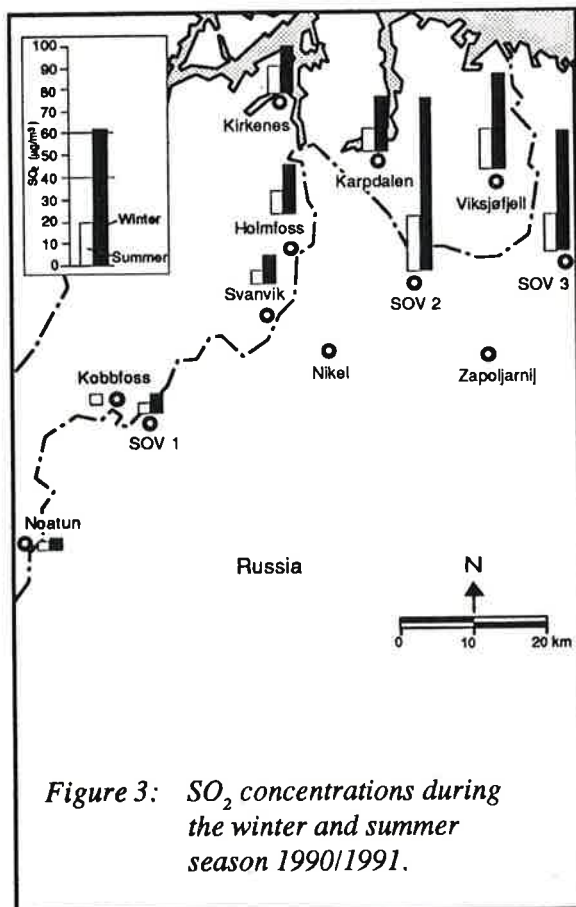 100
90
80
70
60
50
40
30
20
10
0
SO₂ (µg/m³)
Winter
Summer
Kirkenes
Karpdalen
Viksjøfjell
Holmfoss
SOV 2
SOV 3
Svanvik
Nikel
Zapoljarnij
Kobbfoss
SOV 1
Noatun
Russia
N
0 10 20 km
Figure 3: SO₂ concentrations during
the winter and summer
season 1990/1991.